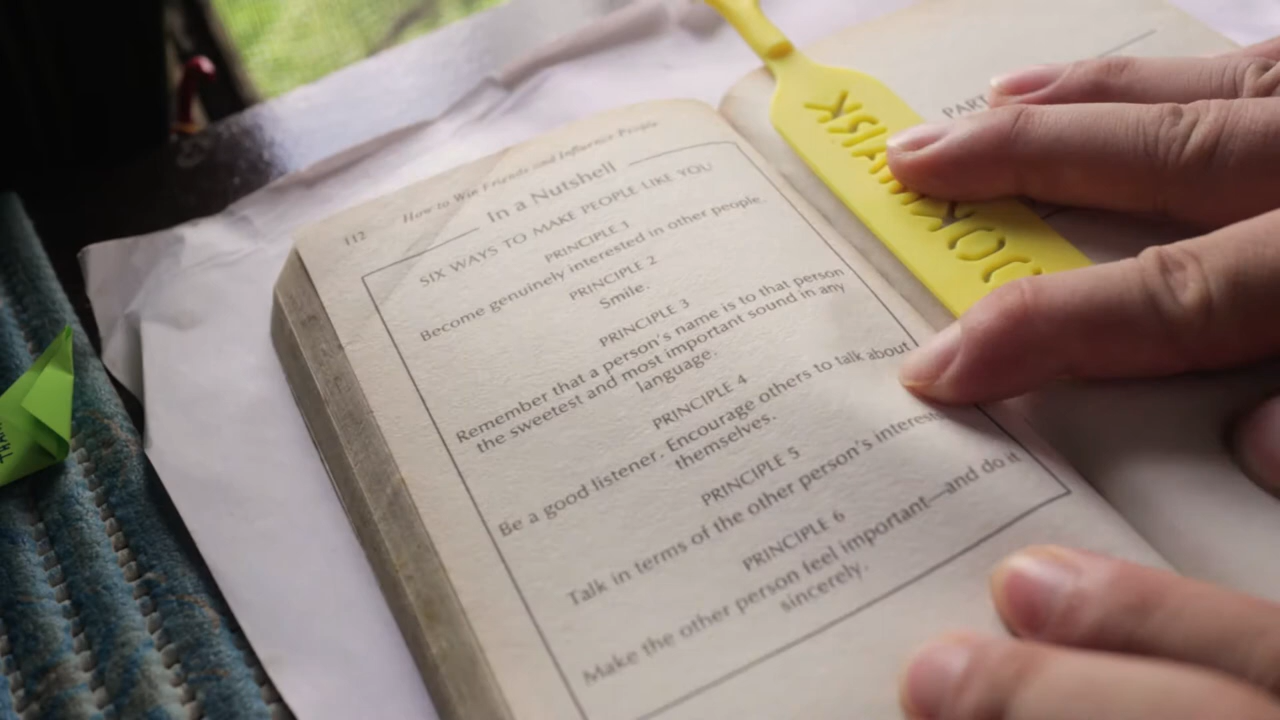 112
How to Win Friends and Influence People
In a Nutshell
SIX WAYS TO MAKE PEOPLE LIKE YOU
PRINCIPLE 1
Become genuinely interested in other people.
PRINCIPLE 2
Smile.
PRINCIPLE 3
Remember that a person's name is to that person
the sweetest and most important sound in any
language.
PRINCIPLE 4
Be a good listener. Encourage others to talk about
themselves.
PRINCIPLE 5
Talk in terms of the other person's interest
PRINCIPLE 6
Make the other person feel important—and do it
sincerely.
PART